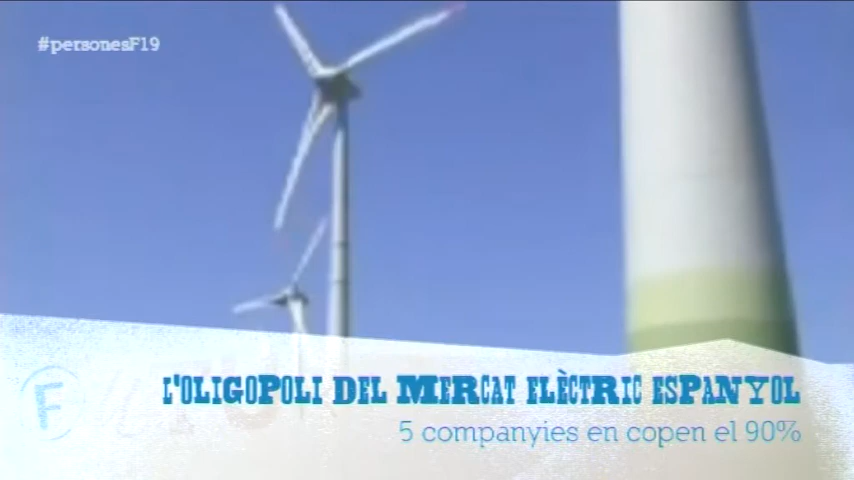 #personesF19
L'OLIGOPOLI DEL MERCAT ELÈCTRIC ESPANYOL
5 companyies en copen el 90%
F